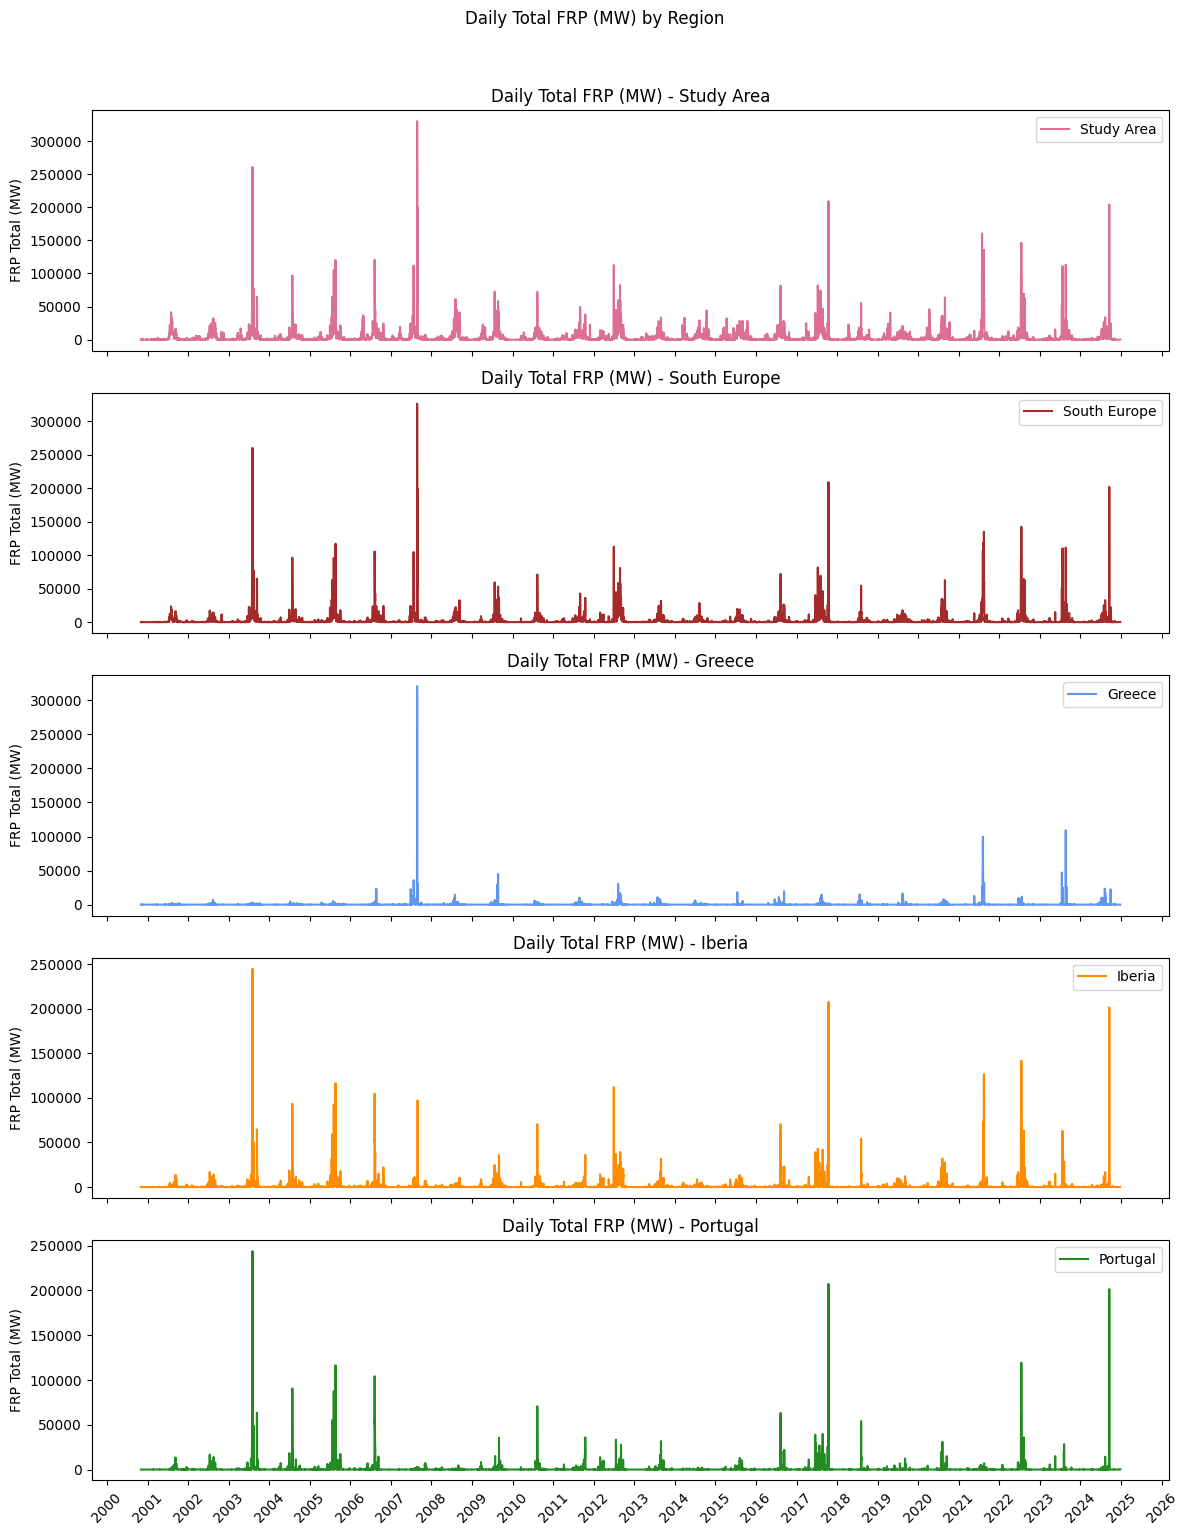 Daily Total FRP (MW) by Region
Daily Total FRP (MW) - Study Area
FRP Total (MW)
300000
250000
200000
150000
100000
50000
0
Study Area
Daily Total FRP (MW) - South Europe
FRP Total (MW)
300000
250000
200000
150000
100000
50000
0
South Europe
Daily Total FRP (MW) - Greece
FRP Total (MW)
300000
250000
200000
150000
100000
50000
0
Greece
Daily Total FRP (MW) - Iberia
FRP Total (MW)
250000
200000
150000
100000
50000
0
Iberia
Daily Total FRP (MW) - Portugal
FRP Total (MW)
250000
200000
150000
100000
50000
0
Portugal
2000 2001 2002 2003 2004 2005 2006 2007 2008 2009 2010 2011 2012 2013 2014 2015 2016 2017 2018 2019 2020 2021 2022 2023 2024 2025 2026